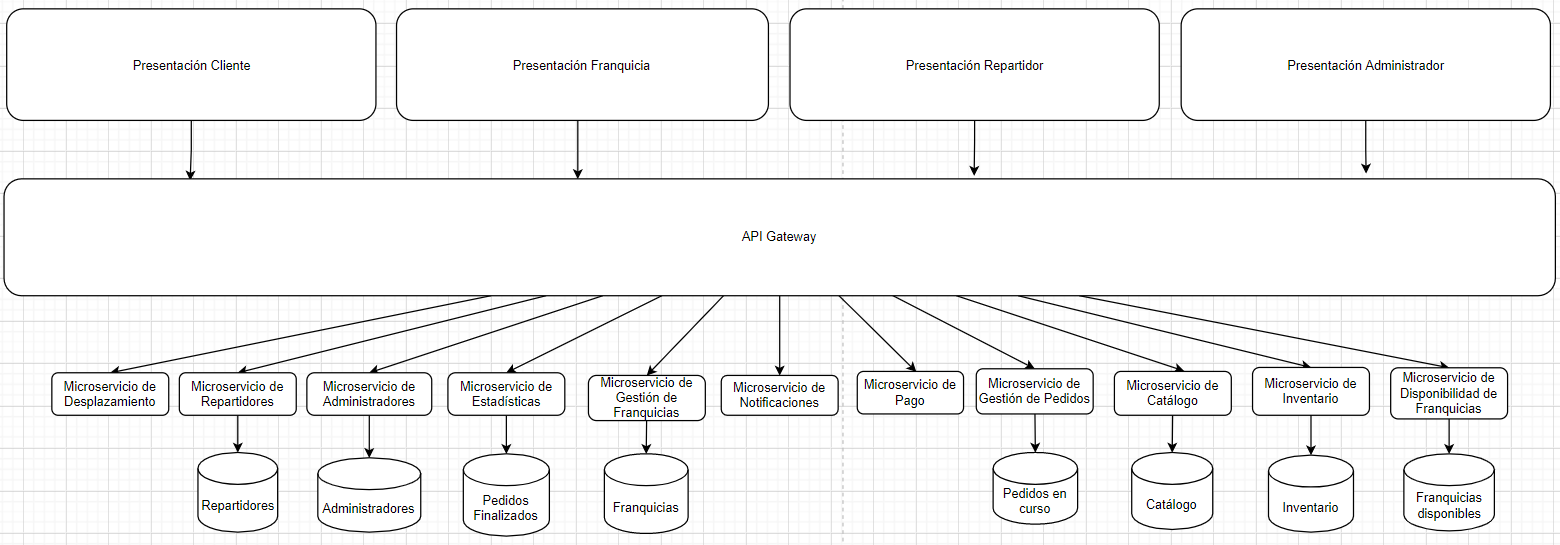 Presentación Cliente
Presentación Franquicia
Presentación Repartidor
Presentación Administrador
API Gateway
Microservicio de
Desplazamiento
Microservicio de
Repartidores
Microservicio de
Administradores
Microservicio de
Estadísticas
Microservicio de
Gestión de
Franquicias
Microservicio de
Notificaciones
Microservicio de
Pago
Microservicio de
Gestión de Pedidos
Microservicio de
Catálogo
Microservicio de
Inventario
Microservicio de
Disponibilidad de
Franquicias
Repartidores
Administradores
Pedidos
Finalizados
Franquicias
Pedidos en
curso
Catálogo
Inventario
Franquicias
disponibles